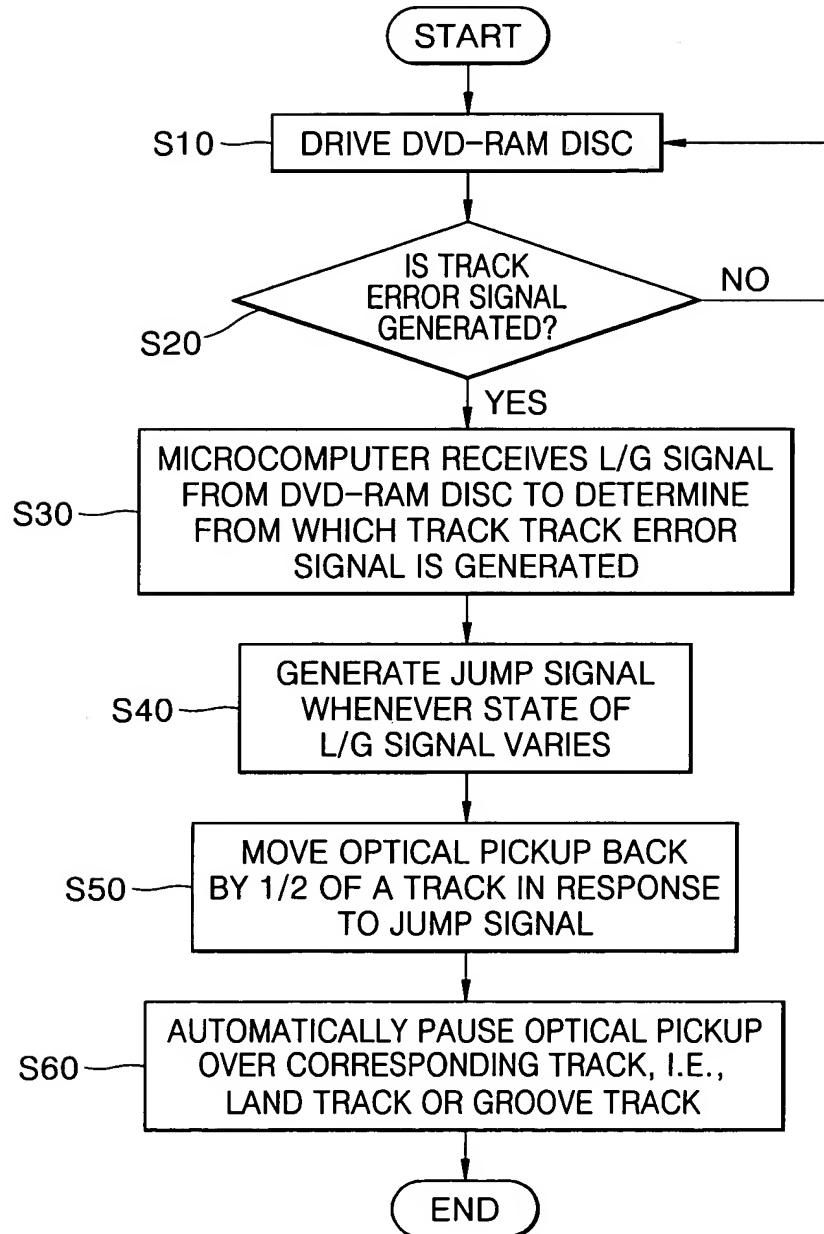 START
S10
DRIVE DVD-RAM DISC
IS TRACK
ERROR SIGNAL
GENERATED?
NO
S20
YES
MICROCOMPUTER RECEIVES L/G SIGNAL
FROM DVD-RAM DISC TO DETERMINE
FROM WHICH TRACK TRACK ERROR
SIGNAL IS GENERATED
S30
GENERATE JUMP SIGNAL
WHENEVER STATE OF
L/G SIGNAL VARIES
S40
MOVE OPTICAL PICKUP BACK
BY 1/2 OF A TRACK IN RESPONSE
TO JUMP SIGNAL
S50
AUTOMATICALLY PAUSE OPTICAL PICKUP
OVER CORRESPONDING TRACK, I.E.,
LAND TRACK OR GROOVE TRACK
S60
END